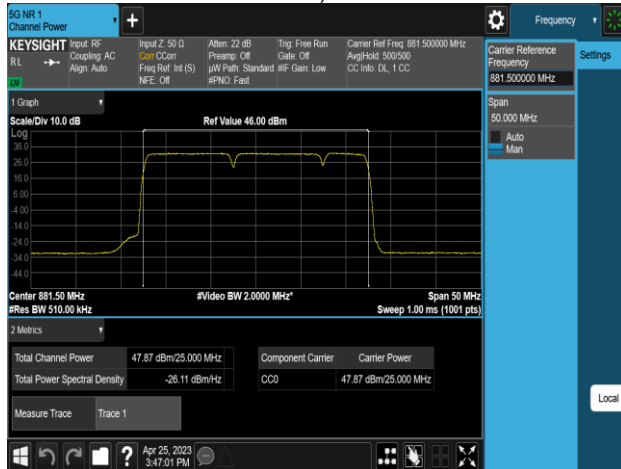 5G NR 1
Channel Power
Frequency
KEYSIGHT
RL
Input: RF
Coupling: AC
Align: Auto
Input Z: 50 Ω
Corr CCorr
Freq Ref: Int (S)
NFE: Off
Atten: 22 dB
Preamp: Off
µW Path: Standard
#PNO: Fast
Trig: Free Run
Gate: Off
#IF Gain: Low
Carrier Ref Freq: 881.500000 MHz
Avg|Hold: 500/500
CC Info: DL, 1 CC
Carrier Reference
Frequency
881.500000 MHz
Settings
Span
50.000 MHz
Auto
Man
1 Graph
Scale/Div 10.0 dB
Ref Value 46.00 dBm
Log
36.0
26.0
16.0
6.00
-4.00
-14.0
-24.0
-34.0
-44.0
Center 881.50 MHz
#Video BW 2.0000 MHz*
Span 50 MHz
#Res BW 510.00 kHz
Sweep 1.00 ms (1001 pts)
2 Metrics
Total Channel Power 47.87 dBm/25.000 MHz
Total Power Spectral Density -26.11 dBm/Hz
Component Carrier Carrier Power
CC0 47.87 dBm/25.000 MHz
Measure Trace Trace 1
Local
?
Apr 25, 2023
3:47:01 PM